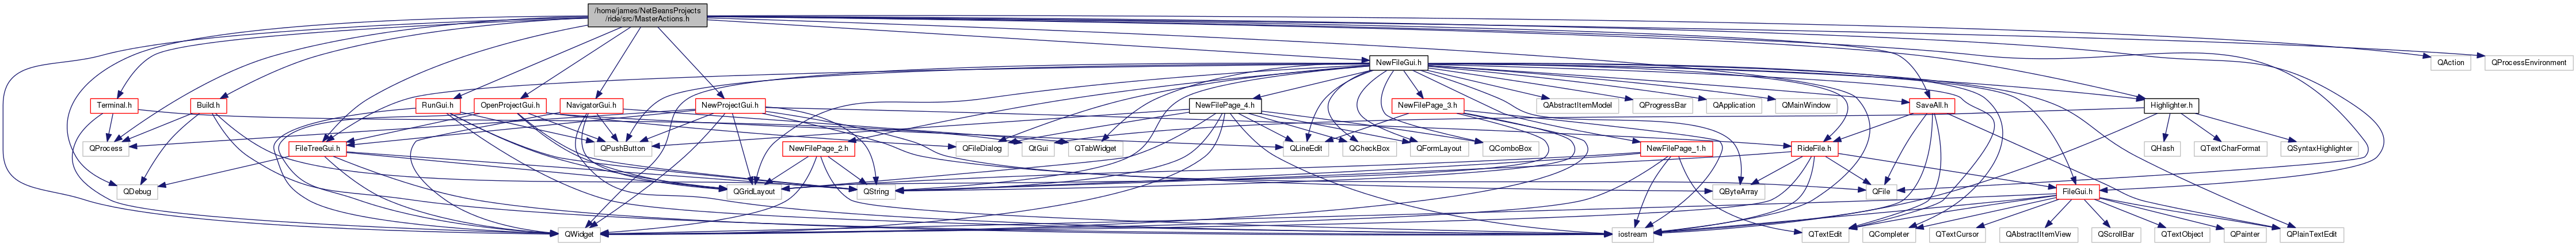 /home/james/NetBeansProjects
/ride/src/MasterActions.h
NewFileGui.h
QAction
QProcessEnvironment
Terminal.h
Build.h
RunGui.h
OpenProjectGui.h
NavigatorGui.h
NewProjectGui.h
NewFilePage_4.h
NewFilePage_3.h
QAbstractItemModel
QProgressBar
QApplication
QMainWindow
SaveAll.h
Highlighter.h
QProcess
FileTreeGui.h
QPushButton
NewFilePage_2.h
QFileDialog
QtGui
QTabWidget
QLineEdit
QCheckBox
QFormLayout
QComboBox
NewFilePage_1.h
RideFile.h
QHash
QTextCharFormat
QSyntaxHighlighter
QDebug
QGridLayout
QString
QByteArray
QFile
FileGui.h
QWidget
iostream
QTextEdit
QCompleter
QTextCursor
QAbstractItemView
QScrollBar
QTextObject
QPainter
QPlainTextEdit